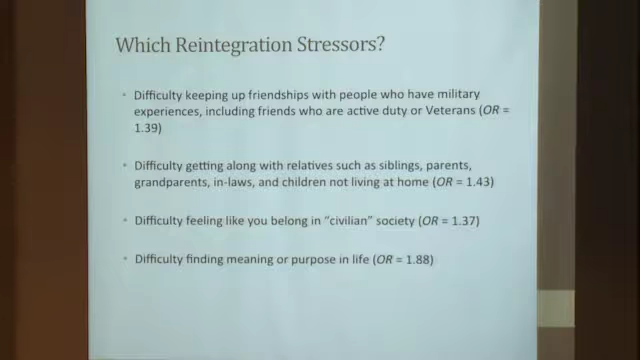 Which Reintegration Stressors?
• Difficulty keeping up friendships with people who have military
experiences, including friends who are active duty or Veterans (OR =
1.39)
• Difficulty getting along with relatives such as siblings, parents,
grandparents, in-laws, and children not living at home (OR = 1.43)
• Difficulty feeling like you belong in “civilian” society (OR = 1.37)
• Difficulty finding meaning or purpose in life (OR = 1.88)